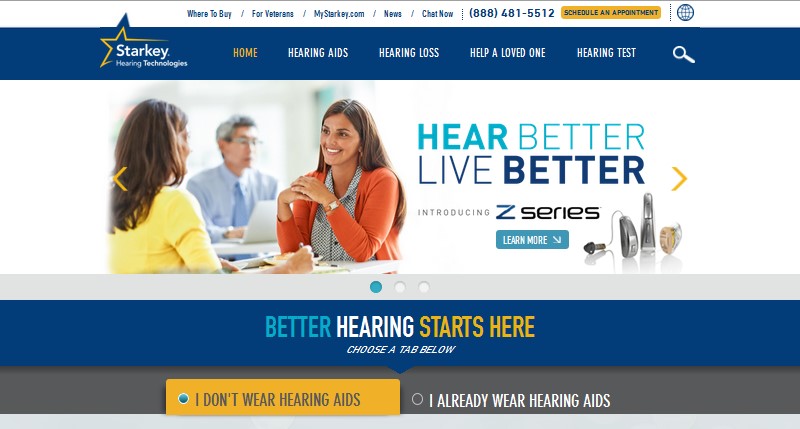 Where To Buy / For Veterans / MyStarkey.com / News / Chat Now (888) 481-5512 SCHEDULE AN APPOINTMENT
Starkey
Hearing Technologies
HOME HEARING AIDS HEARING LOSS HELP A LOVED ONE HEARING TEST
HEAR BETTER
LIVE BETTER
INTRODUCING Z SERIES
LEARN MORE
BETTER HEARING STARTS HERE
CHOOSE A TAB BELOW
I DON'T WEAR HEARING AIDS I ALREADY WEAR HEARING AIDS